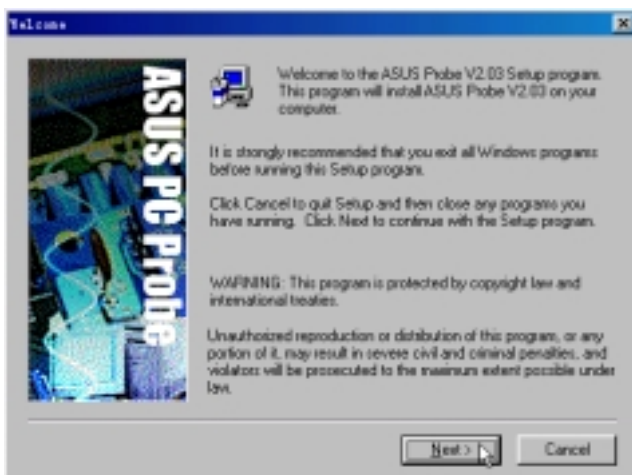 Welcome
ASUS PC Probe
Welcome to the ASUS Probe V2.03 Setup program.
This program will install ASUS Probe V2.03 on your
computer.
It is strongly recommended that you exit all Windows programs
before running this Setup program.
Click Cancel to quit Setup and then close any programs you
have running. Click Next to continue with the Setup program.
WARNING: This program is protected by copyright law and
international treaties.
Unauthorized reproduction or distribution of this program, or any
portion of it, may result in severe civil and criminal penalties, and
violators will be prosecuted to the maximum extent possible under
law.
Next >
Cancel